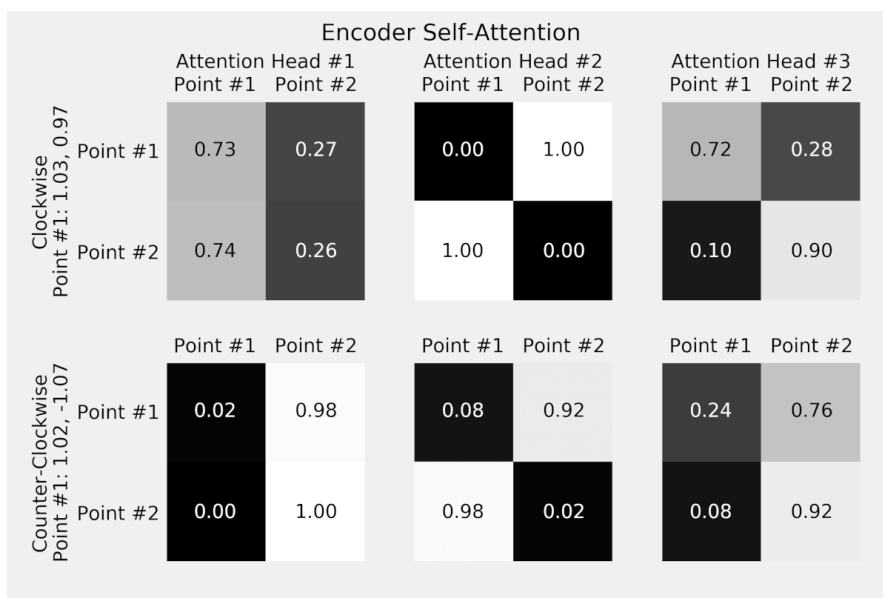 Encoder Self-Attention
Attention Head #1 Attention Head #2 Attention Head #3
Point #1 Point #2 Point #1 Point #2 Point #1 Point #2
Clockwise
Point #1: 1.03, 0.97
Point #1 0.73 0.27 0.00 1.00 0.72 0.28
Point #2 0.74 0.26 1.00 0.00 0.10 0.90
Point #1 Point #2 Point #1 Point #2 Point #1 Point #2
Counter-Clockwise
Point #1: 1.02, -1.07
Point #1 0.02 0.98 0.08 0.92 0.24 0.76
Point #2 0.00 1.00 0.98 0.02 0.08 0.92